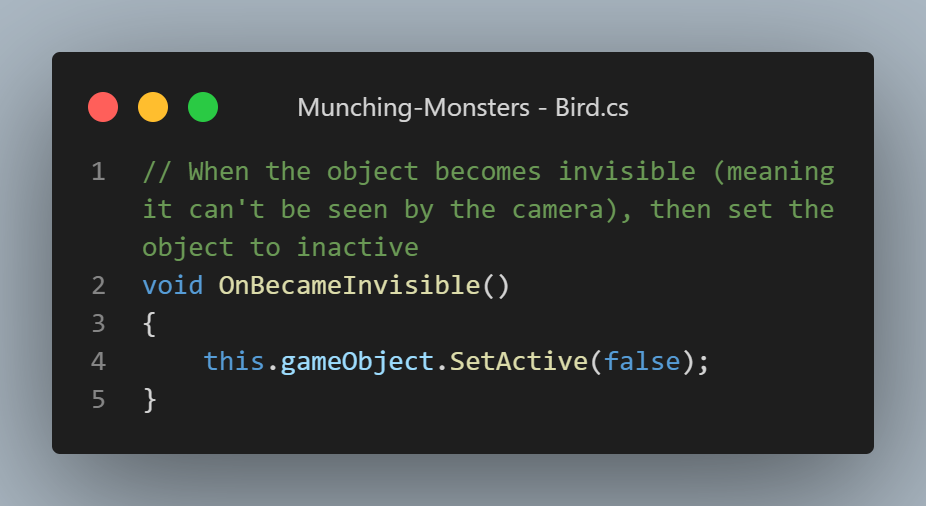 Munching-Monsters - Bird.cs
1 // When the object becomes invisible (meaning
it can't be seen by the camera), then set the
object to inactive
2 void OnBecameInvisible()
3 {
4     this.gameObject.SetActive(false);
5 }